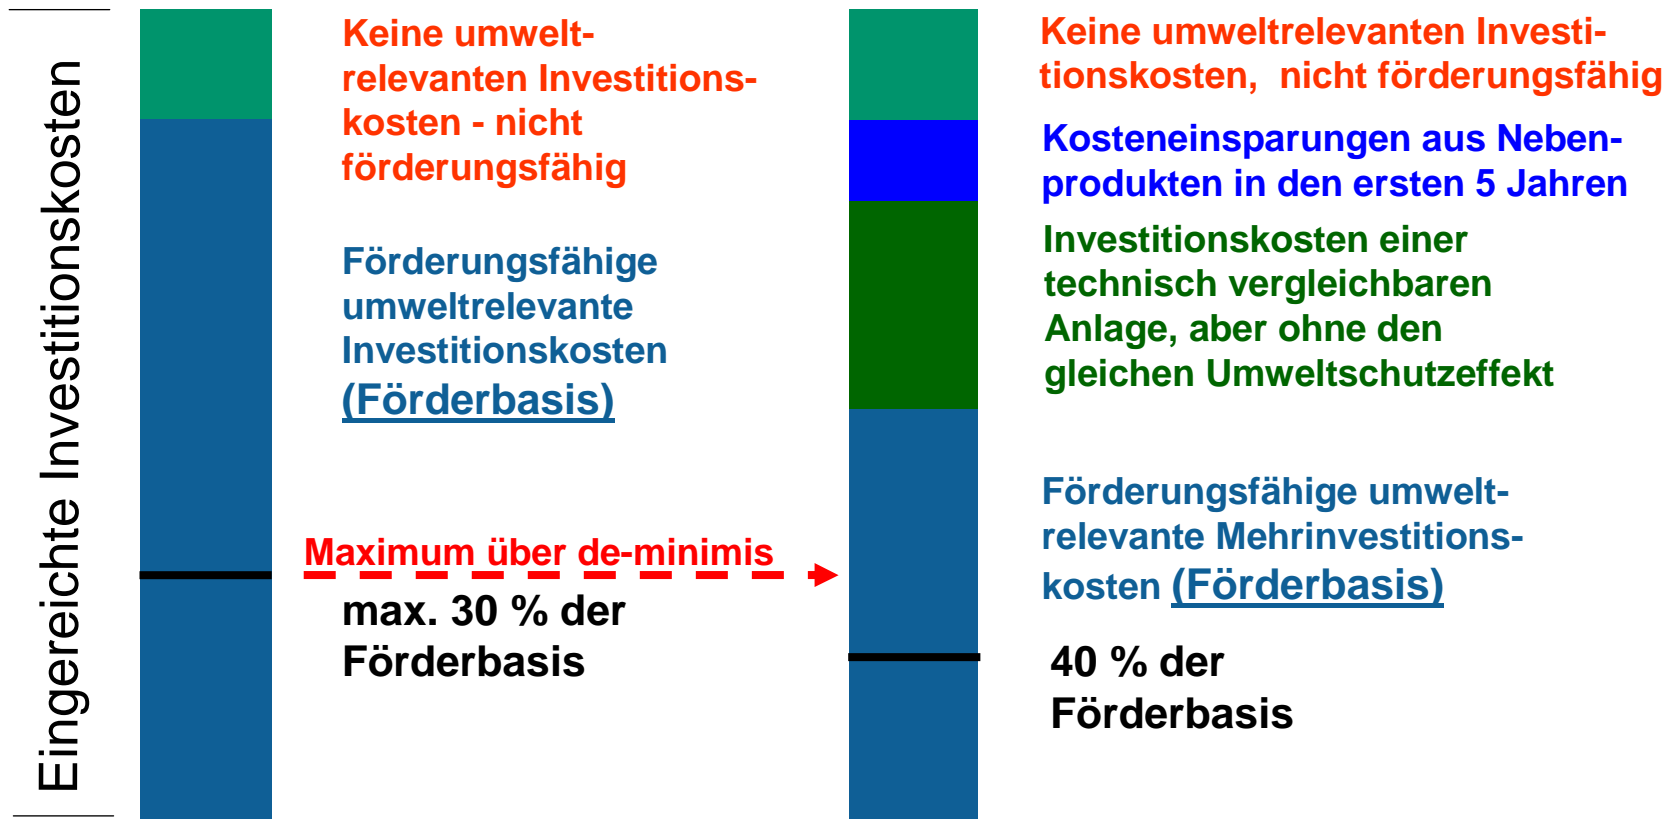 Eingereichte Investitionskosten
Keine umwelt-
relevanten Investitions-
kosten - nicht
förderungsfähig
Förderungsfähige
umweltrelevante
Investitionskosten
(Förderbasis)
Maximum über de-minimis
max. 30 % der
Förderbasis
Keine umweltrelevanten Investi-
tionskosten, nicht förderungsfähig
Kosteneinsparungen aus Neben-
produkten in den ersten 5 Jahren
Investitionskosten einer
technisch vergleichbaren
Anlage, aber ohne den
gleichen Umweltschutzeffekt
Förderungsfähige umwelt-
relevante Mehrinvestitions-
kosten (Förderbasis)
40 % der
Förderbasis